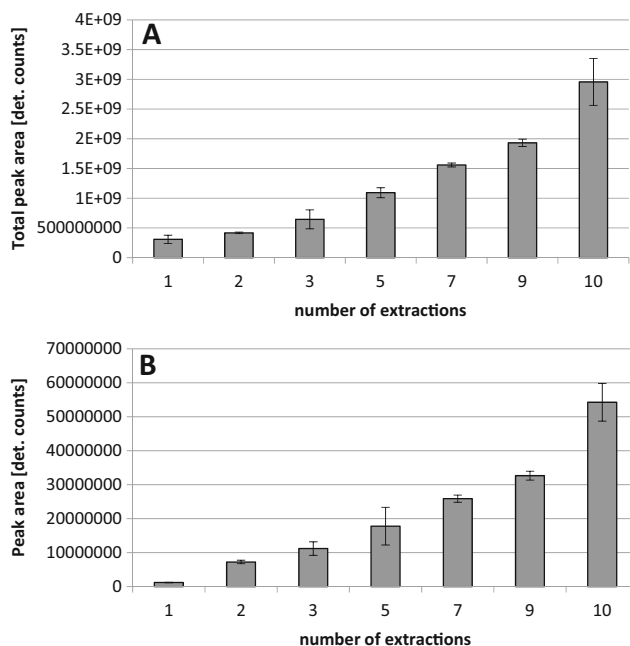 A
Total peak area [det. counts]
4E+09
3.5E+09
3E+09
2.5E+09
2E+09
1.5E+09
1E+09
500000000
0
1 2 3 5 7 9 10
number of extractions
B
Peak area [det. counts]
70000000
60000000
50000000
40000000
30000000
20000000
10000000
0
1 2 3 5 7 9 10
number of extractions